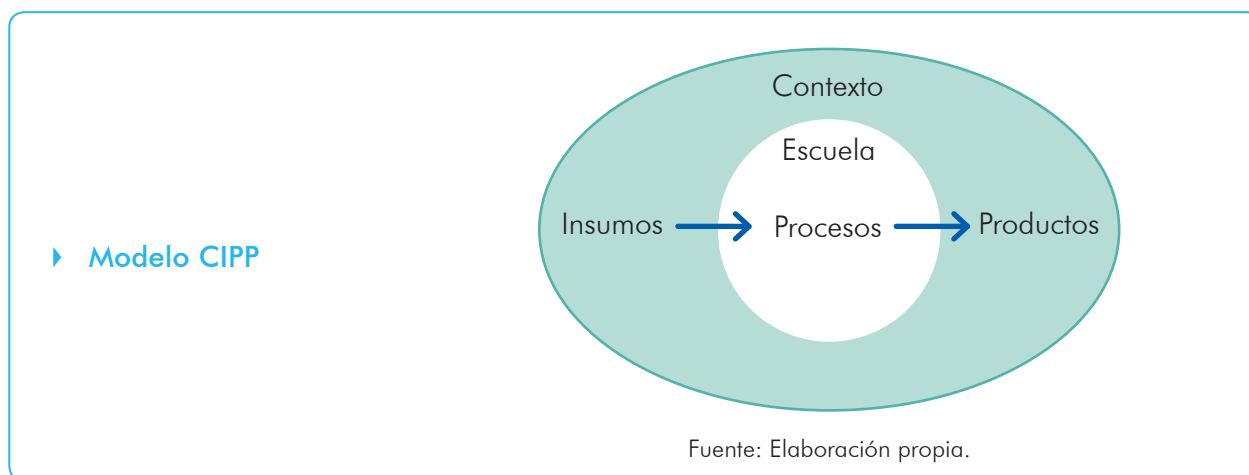 Contexto
Escuela
Insumos
Procesos
Productos
Modelo CIPP
Fuente: Elaboración propia.